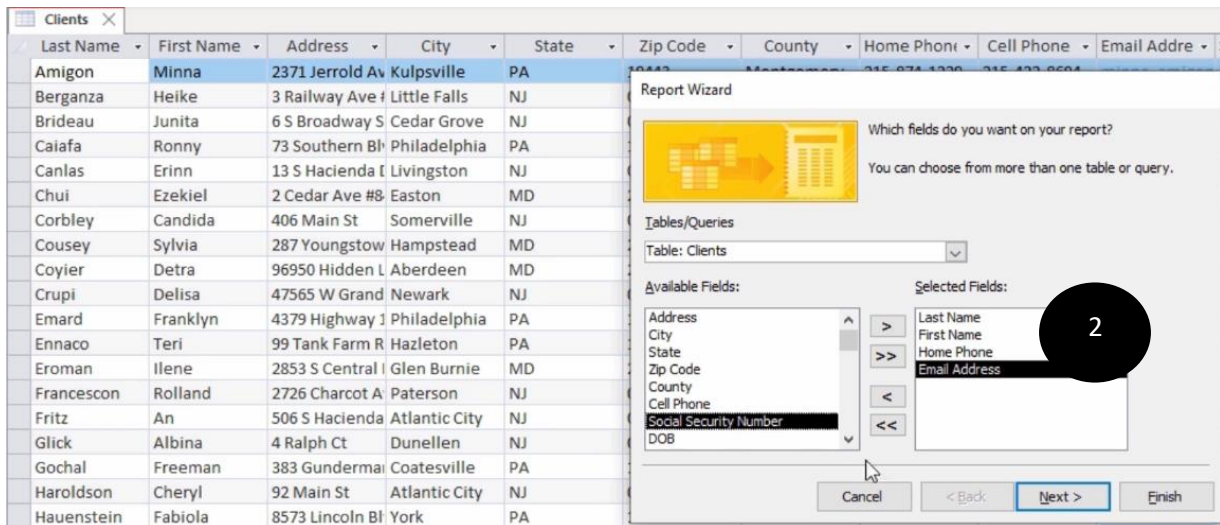 Clients
Last Name First Name Address City State Zip Code County Home Phone Cell Phone Email Addre
Amigon Minna 2371 Jerrold Av Kulpsville PA
Berganza Heike 3 Railway Ave # Little Falls NJ
Brideau Junita 6 S Broadway S Cedar Grove NJ
Caiafa Ronny 73 Southern Bl Philadelphia PA
Canlas Erinn 13 S Hacienda Livingston NJ
Chui Ezekiel 2 Cedar Ave #8 Easton MD
Corbley Candida 406 Main St Somerville NJ
Cousey Sylvia 287 Youngstow Hampstead MD
Coyier Detra 96950 Hidden L Aberdeen MD
Crupi Delisa 47565 W Grand Newark NJ
Emard Franklyn 4379 Highway 1 Philadelphia PA
Ennaco Teri 99 Tank Farm R Hazleton PA
Eroman Ilene 2853 S Central Glen Burnie MD
Francescon Rolland 2726 Charcot A Paterson NJ
Fritz An 506 S Hacienda Atlantic City NJ
Glick Albina 4 Ralph Ct Dunellen NJ
Gochal Freeman 383 Gunderma Coatesville PA
Haroldson Cheryl 92 Main St Atlantic City NJ
Hauenstein Fabiola 8573 Lincoln Bl York PA
Report Wizard
Which fields do you want on your report?
You can choose from more than one table or query.
Tables/Queries
Table: Clients
Available Fields:
Address
City
State
Zip Code
County
Cell Phone
Social Security Number
DOB
>
>>
<
<<
Selected Fields:
Last Name
First Name
Home Phone
Email Address
2
Cancel < Back Next > Finish